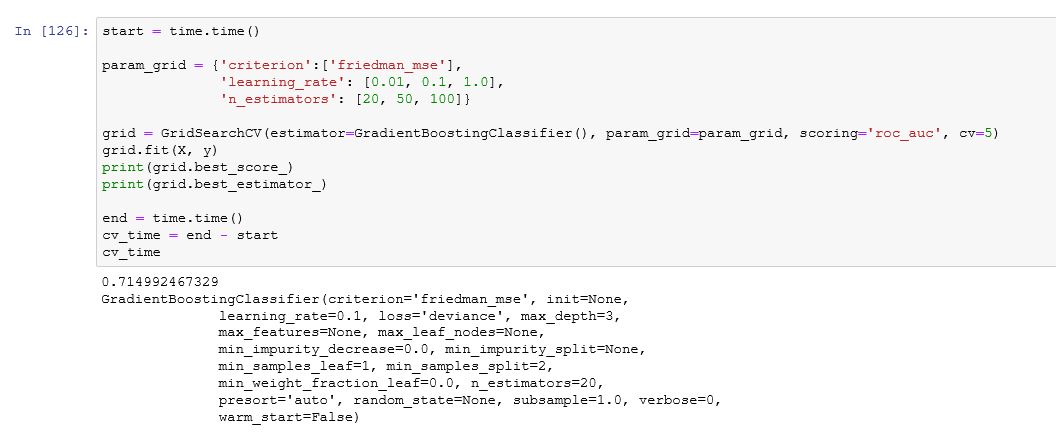 In [126]:
start = time.time()
param_grid = {'criterion':['friedman_mse'],
'learning_rate': [0.01, 0.1, 1.0],
'n_estimators': [20, 50, 100]}
grid = GridSearchCV(estimator=GradientBoostingClassifier(), param_grid=param_grid, scoring='roc_auc', cv=5)
grid.fit(X, y)
print(grid.best_score_)
print(grid.best_estimator_)
end = time.time()
cv_time = end - start
cv_time
0.714992467329
GradientBoostingClassifier(criterion='friedman_mse', init=None,
learning_rate=0.1, loss='deviance', max_depth=3,
max_features=None, max_leaf_nodes=None,
min_impurity_decrease=0.0, min_impurity_split=None,
min_samples_leaf=1, min_samples_split=2,
min_weight_fraction_leaf=0.0, n_estimators=20,
presort='auto', random_state=None, subsample=1.0, verbose=0,
warm_start=False)